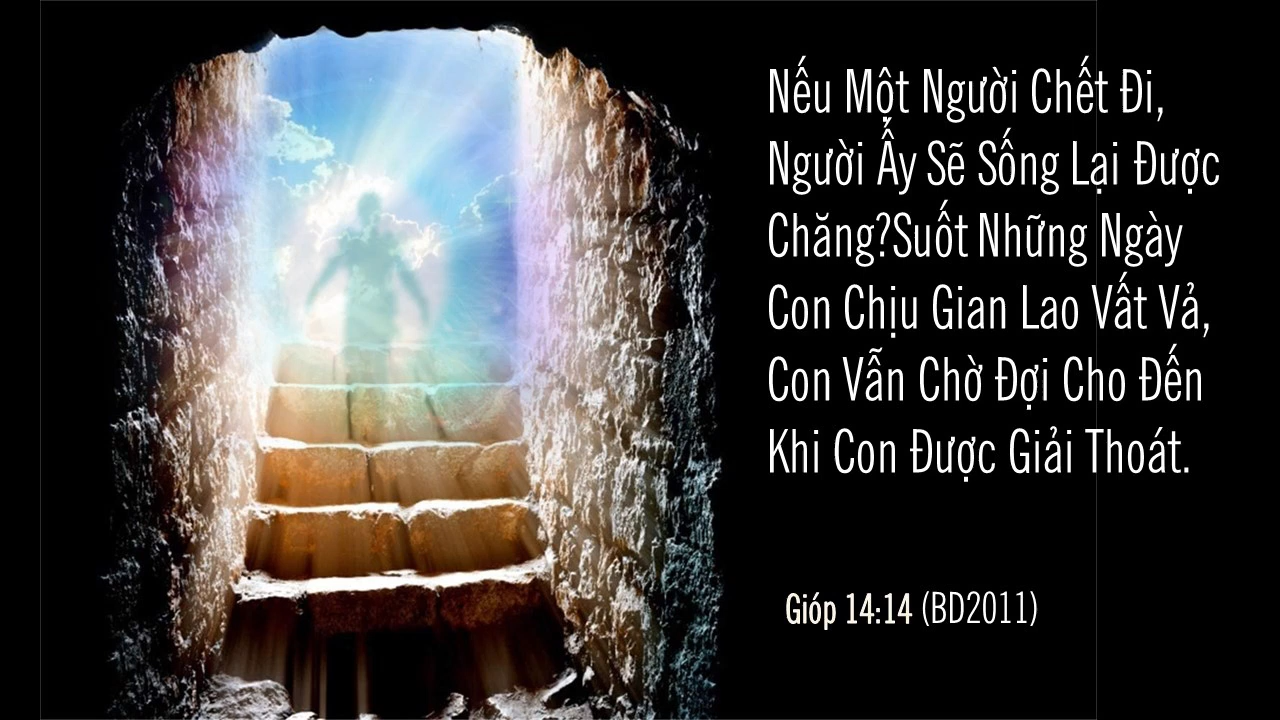 Nếu Một Người Chết Đi,
Người Ấy Sẽ Sống Lại Được
Chăng?Suốt Những Ngày
Con Chịu Gian Lao Vất Vả,
Con Vẫn Chờ Đợi Cho Đến
Khi Con Được Giải Thoát.
Gióp 14:14 (BD2011)